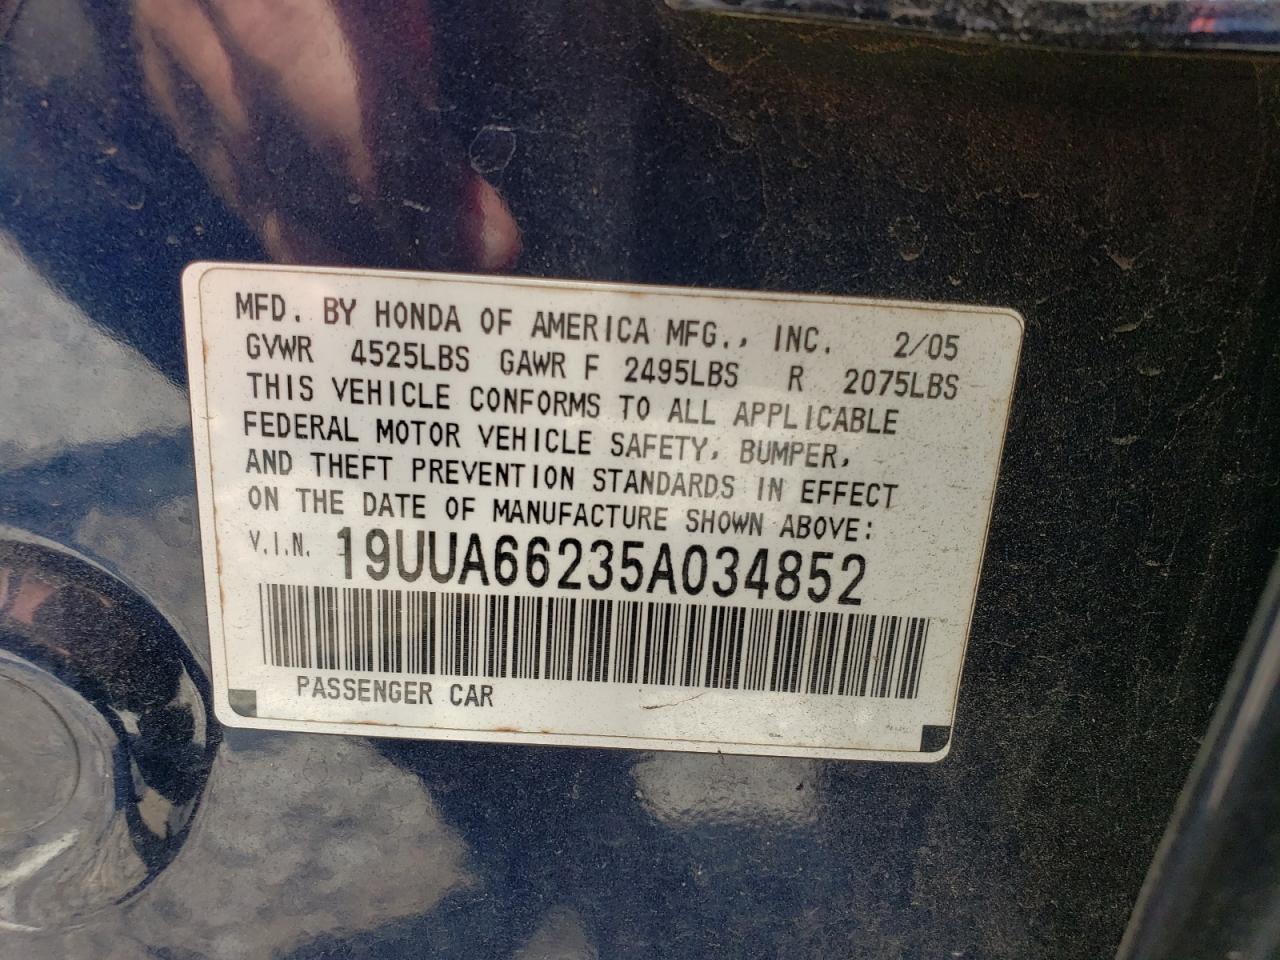 MFD. BY HONDA OF AMERICA MFG., INC. 2/05
GVWR 4525LBS GAWR F 2495LBS R 2075LBS
THIS VEHICLE CONFORMS TO ALL APPLICABLE
FEDERAL MOTOR VEHICLE SAFETY, BUMPER,
AND THEFT PREVENTION STANDARDS IN EFFECT
ON THE DATE OF MANUFACTURE SHOWN ABOVE:
V.I.N. 19UUA66235A034852
PASSENGER CAR